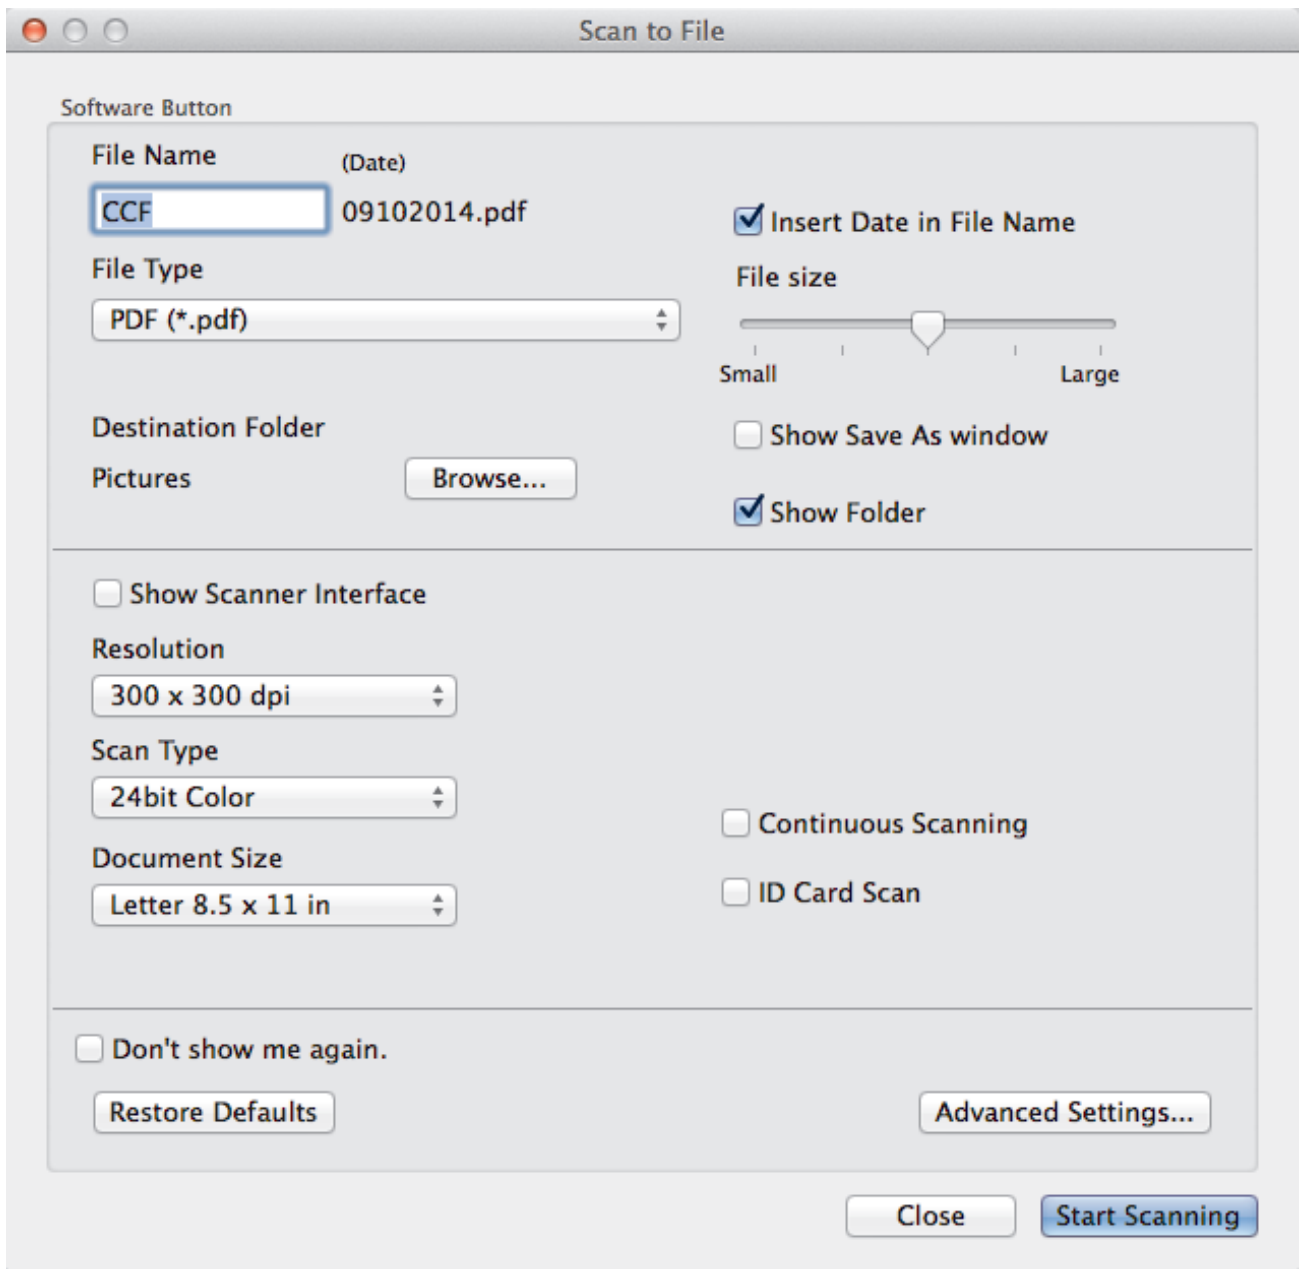 Scan to File
Software Button
File Name (Date)
CCF 09102014.pdf
Insert Date in File Name
File Type
File size
PDF (*.pdf)
Small Large
Destination Folder
Show Save As window
Pictures Browse...
Show Folder
Show Scanner Interface
Resolution
300 x 300 dpi
Scan Type
24bit Color
Continuous Scanning
Document Size
Letter 8.5 x 11 in
ID Card Scan
Don't show me again.
Restore Defaults Advanced Settings...
Close Start Scanning